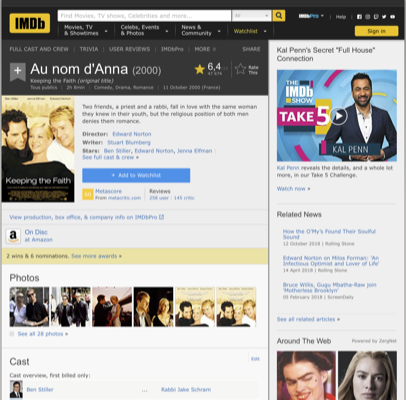 IMDb
Find Movies, TV shows, Celebrities and more...
All
IMDbPro
Help
Movies, TV
& Showtimes
Celebs, Events
& Photos
News &
Community
Watchlist
Sign in
FULL CAST AND CREW | TRIVIA | USER REVIEWS | IMDbPro | MORE
SHARE
Au nom d'Anna (2000)
Keeping the Faith (original title)
Tous publics | 2h 8min | Comedy, Drama, Romance | 11 October 2000 (France)
6,4
Rate
This
Keeping the Faith
Two friends, a priest and a rabbi, fall in love with the same woman
they knew in their youth, but the religious position of both men
denies them romance.
Director: Edward Norton
Writer: Stuart Blumberg
Stars: Ben Stiller, Edward Norton, Jenna Elfman
See full cast & crew »
+ Add to Watchlist
Metascore
From metacritic.com
Reviews
258 user | 145 critic
View production, box office, & company info on IMDbPro
a
On Disc
at Amazon
2 wins & 6 nominations. See more awards »
Photos
See all 28 photos »
Cast
Edit
Cast overview, first billed only:
Ben Stiller ... Rabbi Jake Schram
Kal Penn's Secret "Full House"
Connection
THE
IMDb
SHOW
TAKE 5
KAL PENN
Kal Penn reveals the details, and a whole lot
more, in our Take 5 Challenge.
Watch now »
Related News
How the O'My's Found Their Soulful
Sound
12 October 2018 | Rolling Stone
Edward Norton on Milos Forman: 'An
Infectious Optimist and Lover of Life'
14 April 2018 | Rolling Stone
Bruce Willis, Gugu Mbatha-Raw join
'Motherless Brooklyn'
05 February 2018 | ScreenDaily
See all related articles »
Around The Web
Powered by ZergNet